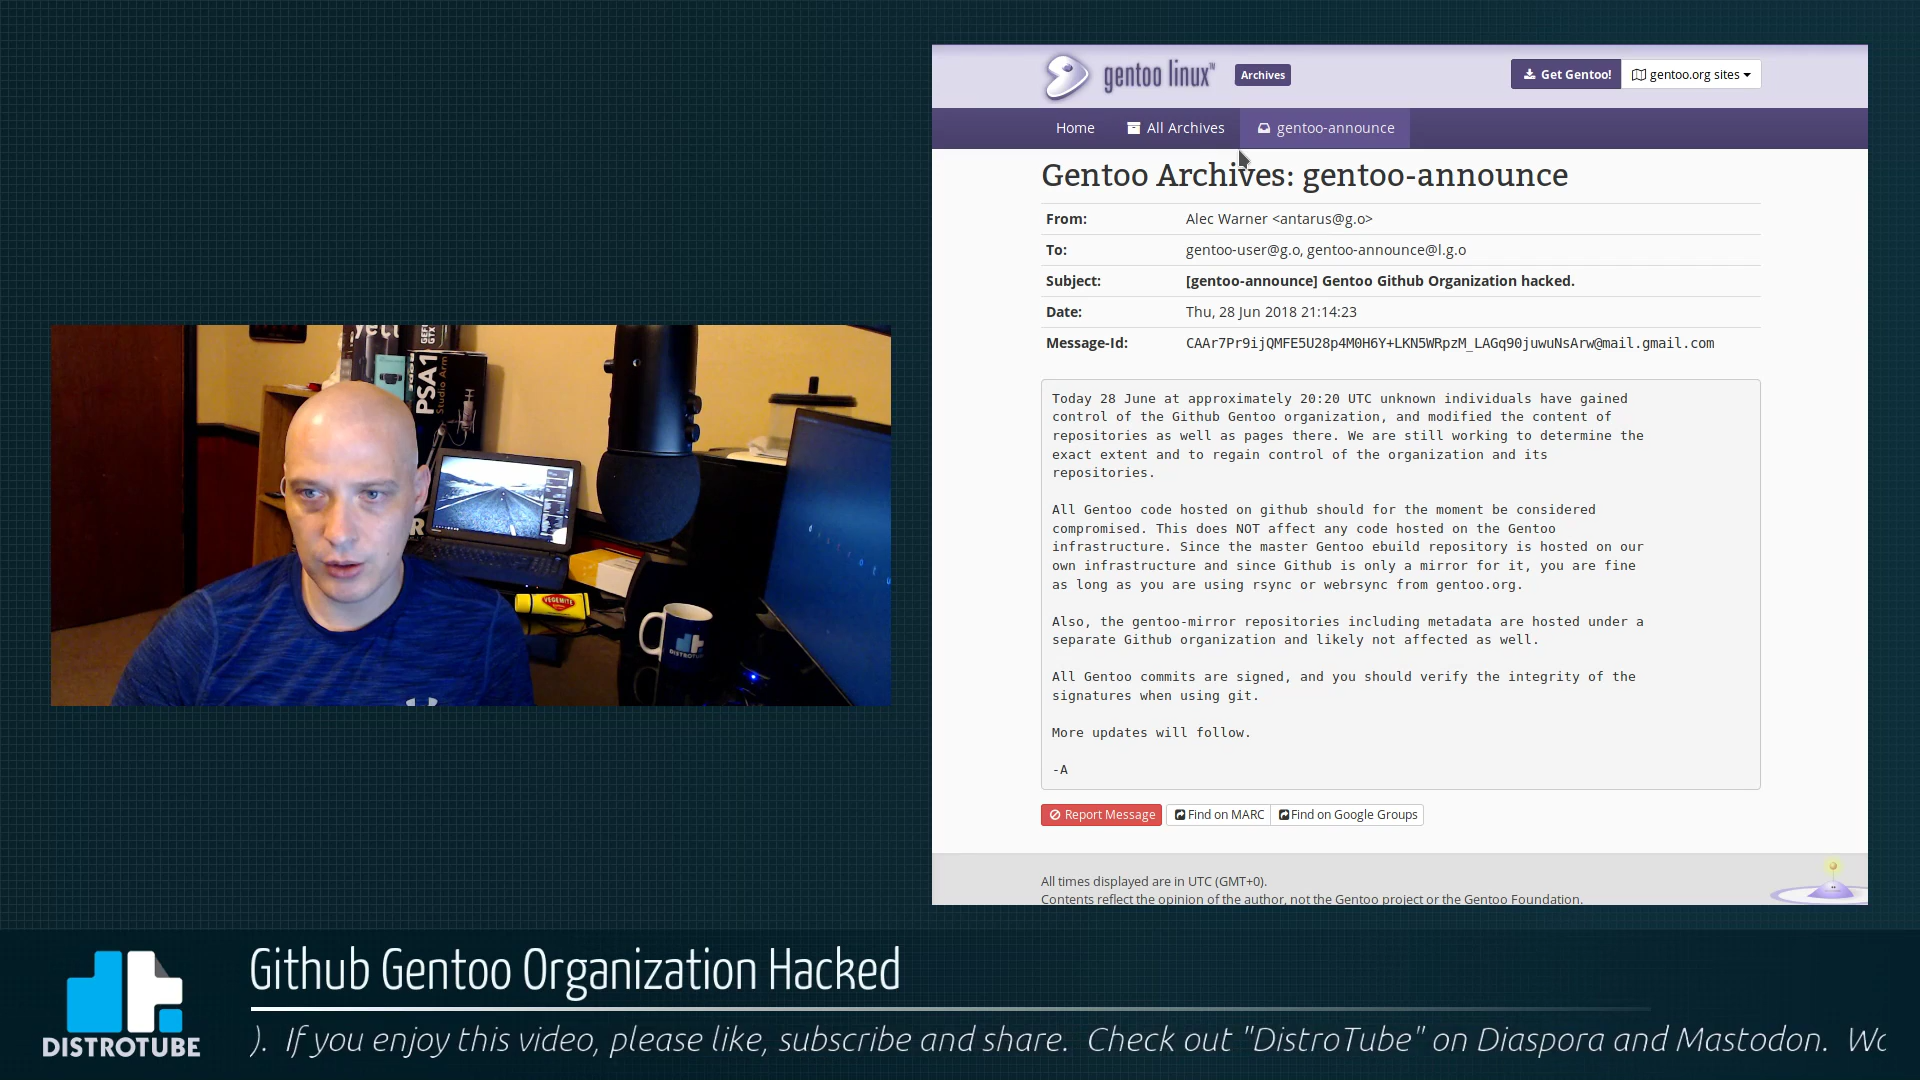 gentoo linux™ Archives
Get Gentoo! gentoo.org sites
Home All Archives gentoo-announce
Gentoo Archives: gentoo-announce
From: Alec Warner <antarus@g.o>
To: gentoo-user@g.o, gentoo-announce@l.g.o
Subject: [gentoo-announce] Gentoo Github Organization hacked.
Date: Thu, 28 Jun 2018 21:14:23
Message-Id: CAAr7Pr9ijQMFE5U28p4M0H6Y+LKN5WRpzM_LAGq90juwuNsArw@mail.gmail.com
Today 28 June at approximately 20:20 UTC unknown individuals have gained
control of the Github Gentoo organization, and modified the content of
repositories as well as pages there. We are still working to determine the
exact extent and to regain control of the organization and its
repositories.
All Gentoo code hosted on github should for the moment be considered
compromised. This does NOT affect any code hosted on the Gentoo
infrastructure. Since the master Gentoo ebuild repository is hosted on our
own infrastructure and since Github is only a mirror for it, you are fine
as long as you are using rsync or webrsync from gentoo.org.
Also, the gentoo-mirror repositories including metadata are hosted under a
separate Github organization and likely not affected as well.
All Gentoo commits are signed, and you should verify the integrity of the
signatures when using git.
More updates will follow.
-A
Report Message Find on MARC Find on Google Groups
All times displayed are in UTC (GMT+0).
Contents reflect the opinion of the author, not the Gentoo project or the Gentoo Foundation.
yeti
GEF
GTX
PSA1
Studio Arm
VEGEMITE
DISTROTUBE
Github Gentoo Organization Hacked
). If you enjoy this video, please like, subscribe and share. Check out "DistroTube" on Diaspora and Mastodon.
DISTROTUBE